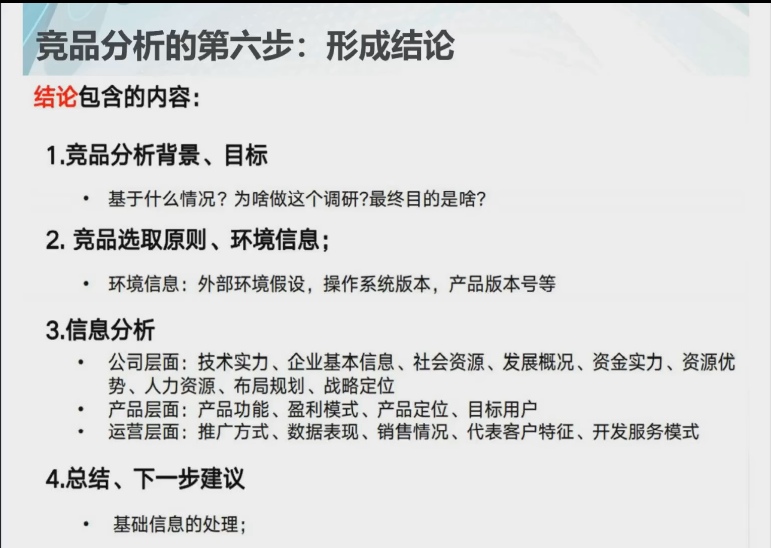 竞品分析的第六步：形成结论
结论包含的内容：
1.竞品分析背景、目标
• 基于什么情况？为啥做这个调研?最终目的是啥?
2. 竞品选取原则、环境信息；
• 环境信息：外部环境假设，操作系统版本，产品版本号等
3.信息分析
• 公司层面：技术实力、企业基本信息、社会资源、发展概况、资金实力、资源优
势、人力资源、布局规划、战略定位
• 产品层面：产品功能、盈利模式、产品定位、目标用户
• 运营层面：推广方式、数据表现、销售情况、代表客户特征、开发服务模式
4.总结、下一步建议
• 基础信息的处理；